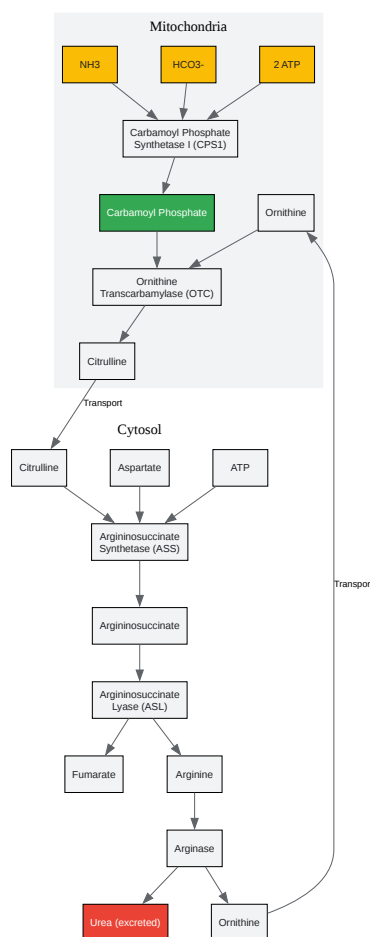 Mitochondria
NH3
HCO3-
2 ATP
Carbamoyl Phosphate
Synthetase I (CPS1)
Carbamoyl Phosphate
Ornithine
Ornithine
Transcarbamylase (OTC)
Citrulline
Transport
Cytosol
Citrulline
Aspartate
ATP
Argininosuccinate
Synthetase (ASS)
Transpor
Argininosuccinate
Argininosuccinate
Lyase (ASL)
Fumarate
Arginine
Arginase
Urea (excreted)
Ornithine